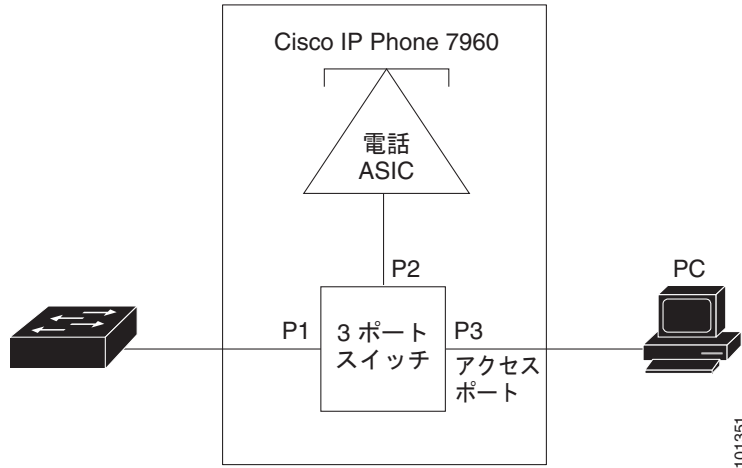 Cisco IP Phone 7960
電話
ASIC
P2
PC
P1
3 ポート
スイッチ
P3
アクセス
ポート
101351